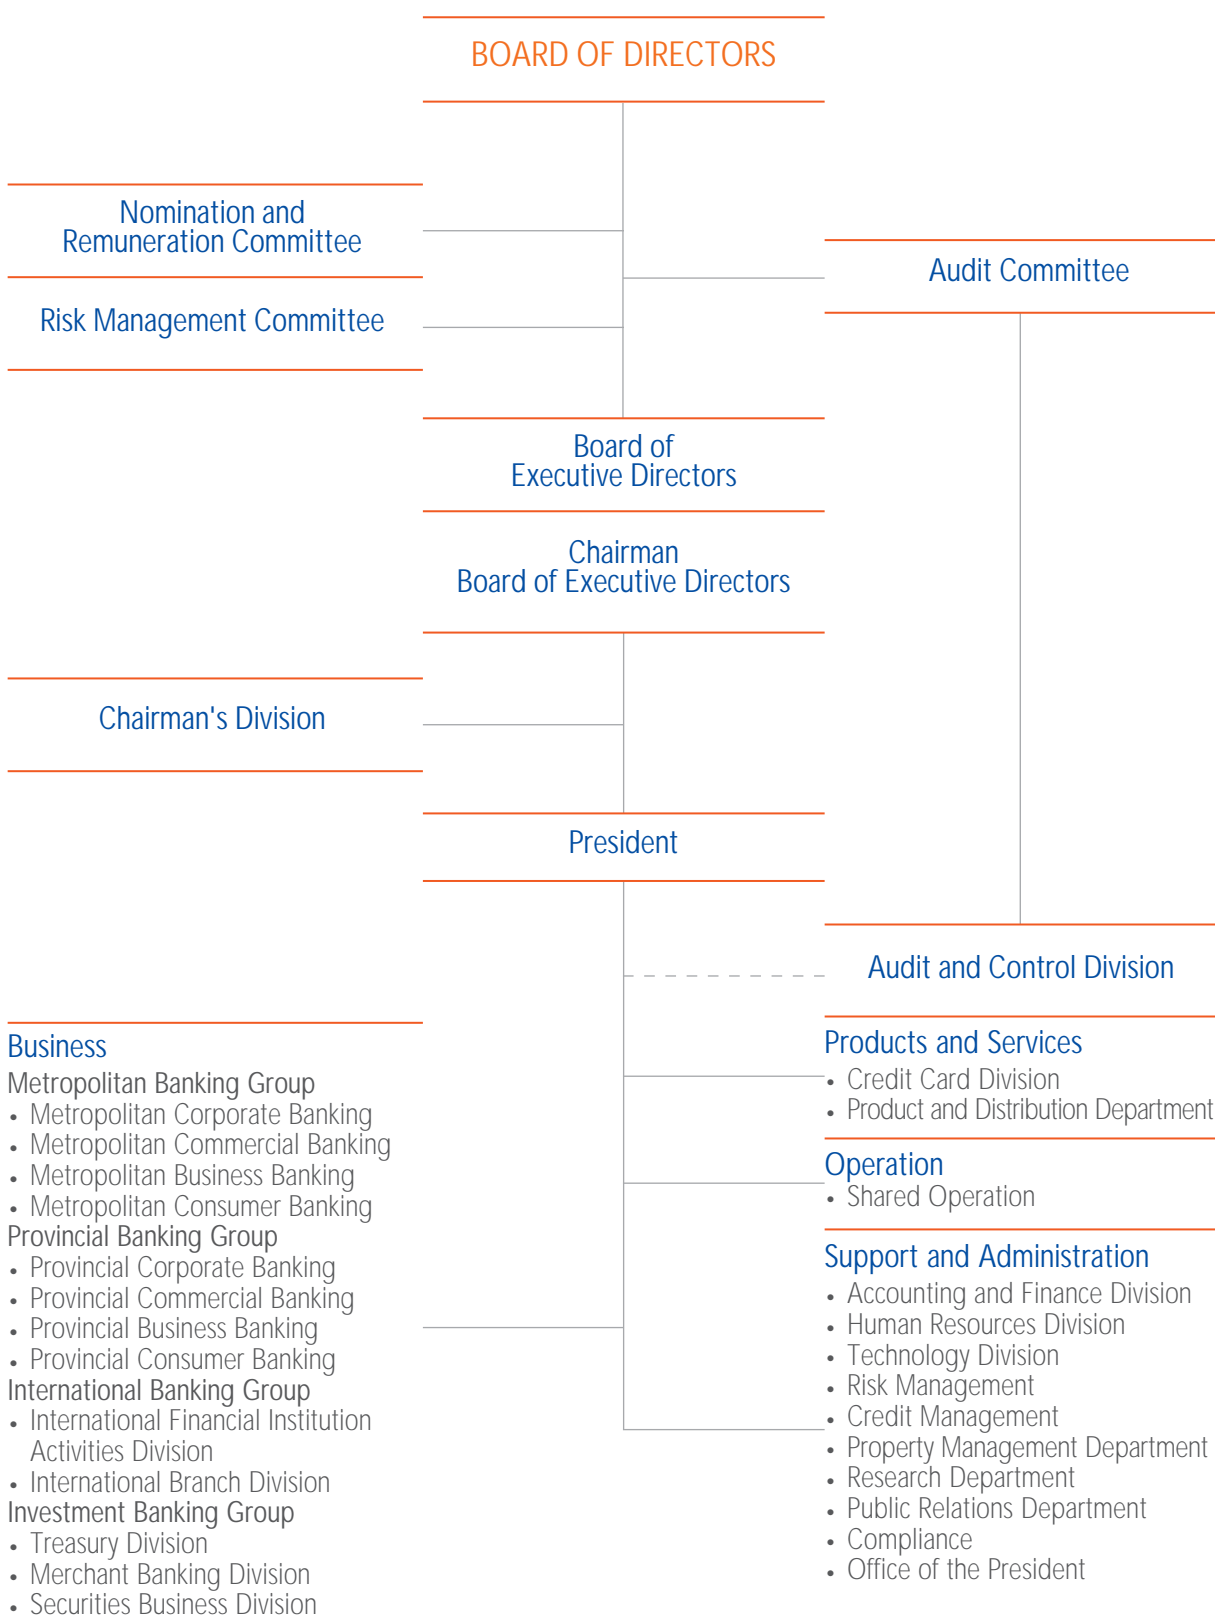 BOARD OF DIRECTORS
Nomination and
Remuneration Committee
Audit Committee
Risk Management Committee
Board of
Executive Directors
Chairman
Board of Executive Directors
Chairman's Division
President
Audit and Control Division
Business
Metropolitan Banking Group
• Metropolitan Corporate Banking
• Metropolitan Commercial Banking
• Metropolitan Business Banking
• Metropolitan Consumer Banking
Provincial Banking Group
• Provincial Corporate Banking
• Provincial Commercial Banking
• Provincial Business Banking
• Provincial Consumer Banking
International Banking Group
• International Financial Institution
Activities Division
• International Branch Division
Investment Banking Group
• Treasury Division
• Merchant Banking Division
• Securities Business Division
Products and Services
• Credit Card Division
• Product and Distribution Department
Operation
• Shared Operation
Support and Administration
• Accounting and Finance Division
• Human Resources Division
• Technology Division
• Risk Management
• Credit Management
• Property Management Department
• Research Department
• Public Relations Department
• Compliance
• Office of the President